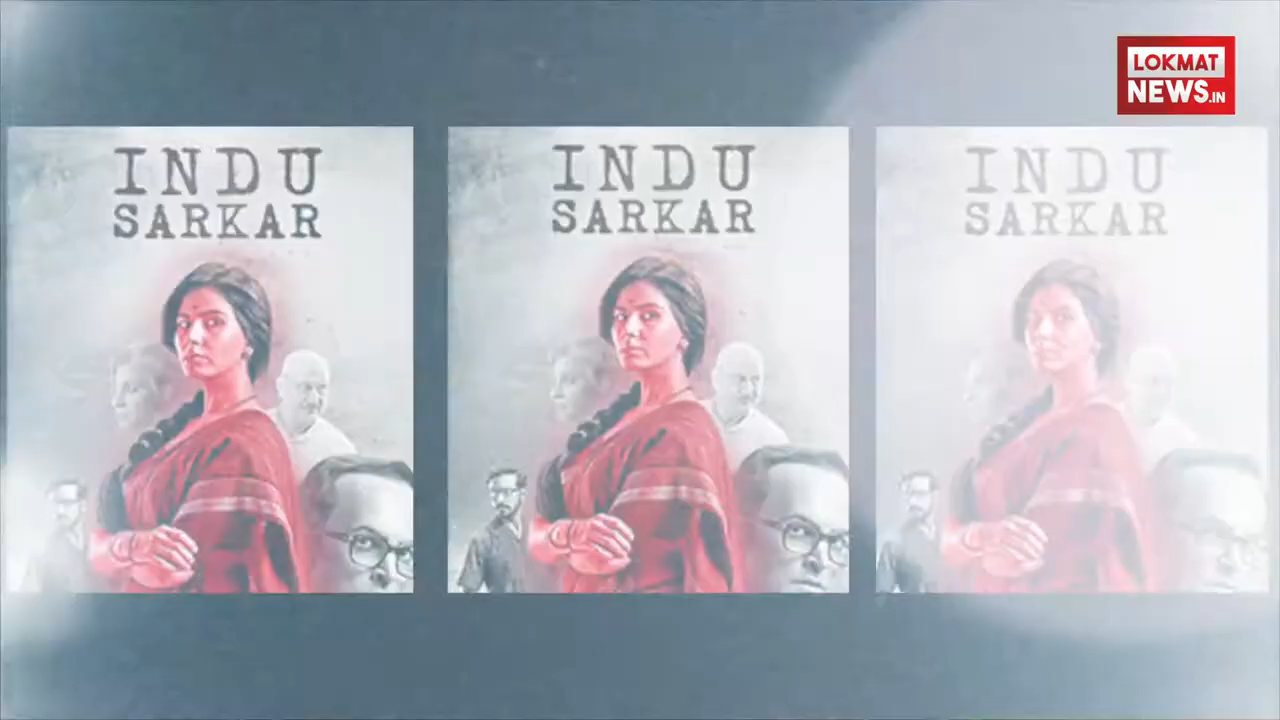 LOKMAT
NEWS.IN
INDU
SARKAR
INDU
SARKAR
INDU
SARKAR